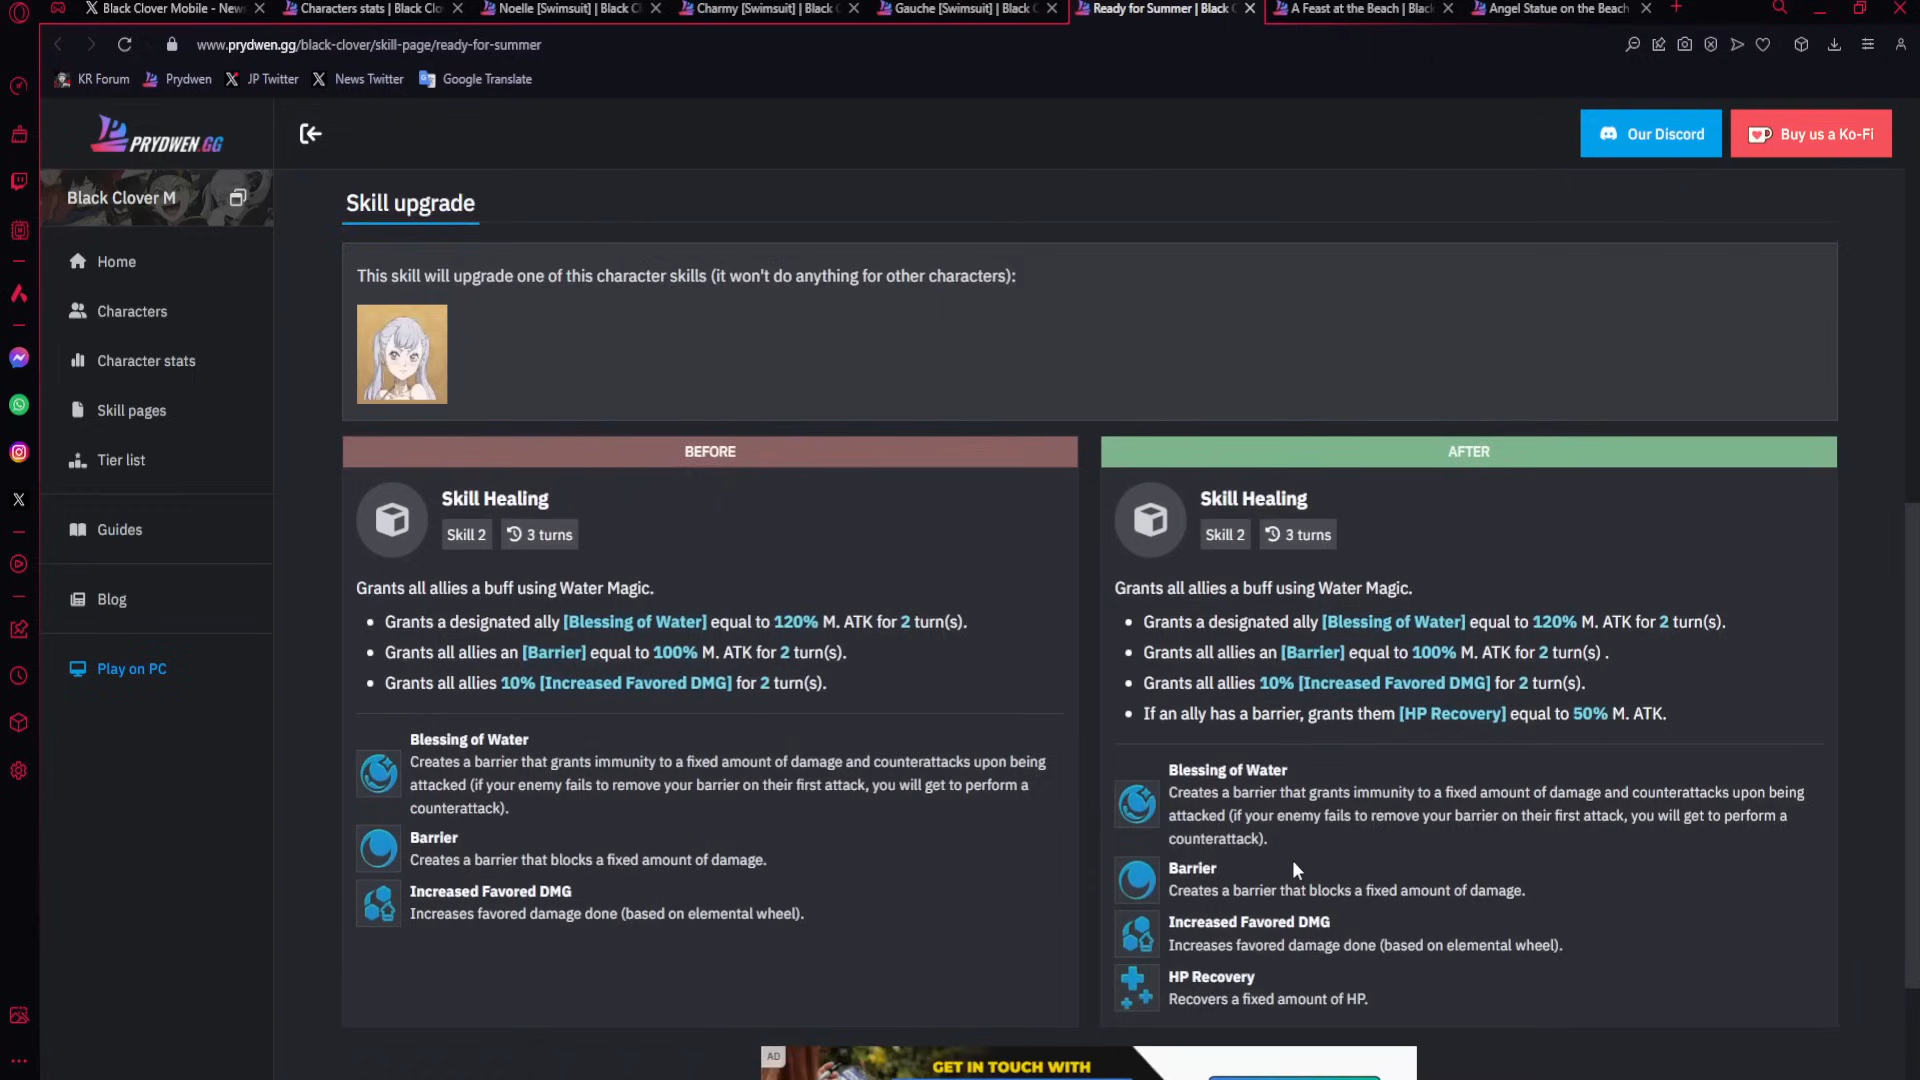 Black Clover Mobile - News
Characters stats | Black Clo
Noelle [Swimsuit] | Black C
Charmy [Swimsuit] | Black
Gauche [Swimsuit] | Black
Ready for Summer | Black
A Feast at the Beach | Black
Angel Statue on the Beach
www.prydwen.gg/black-clover/skill-page/ready-for-summer
KR Forum
Prydwen
JP Twitter
News Twitter
Google Translate
PRYDWEN.GG
Our Discord
Buy us a Ko-Fi
Black Clover M
Home
Characters
Character stats
Skill pages
Tier list
Guides
Blog
Play on PC
Skill upgrade
This skill will upgrade one of this character skills (it won't do anything for other characters):
BEFORE
Skill Healing
Skill 2
3 turns
Grants all allies a buff using Water Magic.
• Grants a designated ally [Blessing of Water] equal to 120% M. ATK for 2 turn(s).
• Grants all allies an [Barrier] equal to 100% M. ATK for 2 turn(s).
• Grants all allies 10% [Increased Favored DMG] for 2 turn(s).
Blessing of Water
Creates a barrier that grants immunity to a fixed amount of damage and counterattacks upon being
attacked (if your enemy fails to remove your barrier on their first attack, you will get to perform a
counterattack).
Barrier
Creates a barrier that blocks a fixed amount of damage.
Increased Favored DMG
Increases favored damage done (based on elemental wheel).
AFTER
Skill Healing
Skill 2
3 turns
Grants all allies a buff using Water Magic.
• Grants a designated ally [Blessing of Water] equal to 120% M. ATK for 2 turn(s).
• Grants all allies an [Barrier] equal to 100% M. ATK for 2 turn(s) .
• Grants all allies 10% [Increased Favored DMG] for 2 turn(s).
• If an ally has a barrier, grants them [HP Recovery] equal to 50% M. ATK.
Blessing of Water
Creates a barrier that grants immunity to a fixed amount of damage and counterattacks upon being
attacked (if your enemy fails to remove your barrier on their first attack, you will get to perform a
counterattack).
Barrier
Creates a barrier that blocks a fixed amount of damage.
Increased Favored DMG
Increases favored damage done (based on elemental wheel).
HP Recovery
Recovers a fixed amount of HP.
AD
GET IN TOUCH WITH